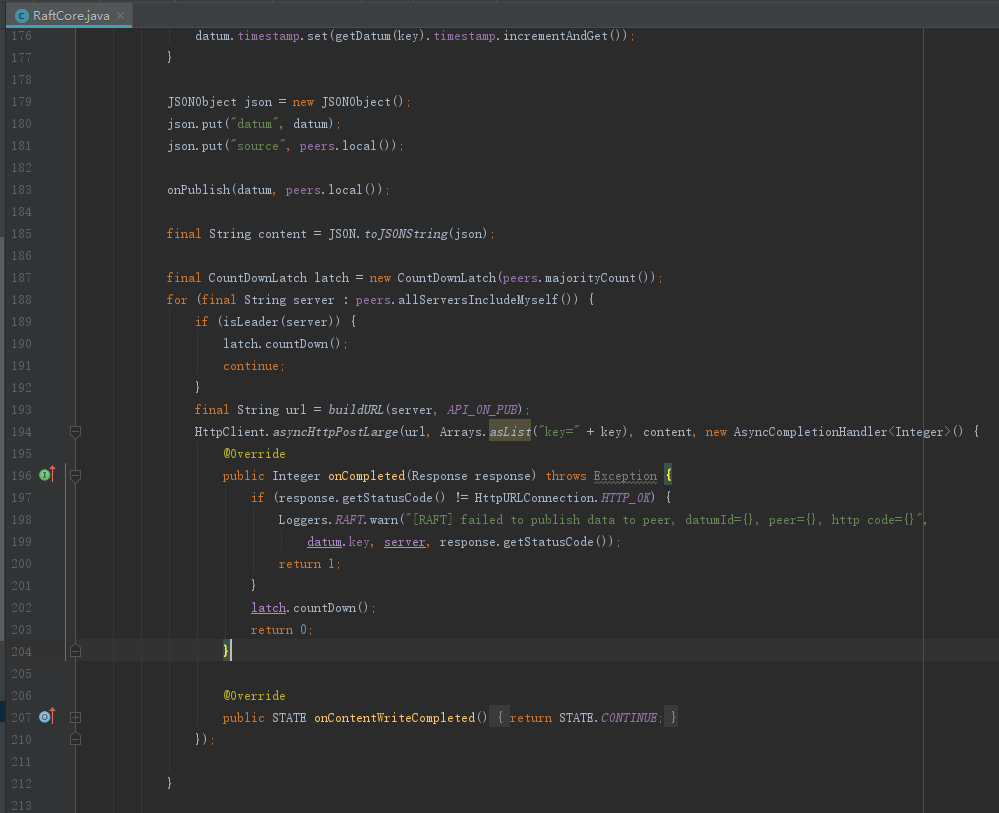 RaftCore.java
176 datum.timestamp.set(getDatum(key).timestamp.incrementAndGet());
177 }
178
179 JSONObject json = new JSONObject();
180 json.put("datum", datum);
181 json.put("source", peers.local());
182
183 onPublish(datum, peers.local());
184
185 final String content = JSON.toJSONString(json);
186
187 final CountDownLatch latch = new CountDownLatch(peers.majorityCount());
188 for (final String server : peers.allServersIncludeMyself()) {
189 if (isLeader(server)) {
190 latch.countDown();
191 continue;
192 }
193 final String url = buildURL(server, API_ON_PUB);
194 HttpClient.asyncHttpPostLarge(url, Arrays.asList("key=" + key), content, new AsyncCompletionHandler<Integer>() {
195 @Override
196 public Integer onCompleted(Response response) throws Exception {
197 if (response.getStatusCode() != HttpURLConnection.HTTP_OK) {
198 Loggers.RAFT.warn("[RAFT] failed to publish data to peer, datumId={}, peer={}, http code={}",
199 datum.key, server, response.getStatusCode());
200 return 1;
201 }
202 latch.countDown();
203 return 0;
204 }
205
206 @Override
207 public STATE onContentWriteCompleted() { return STATE.CONTINUE; }
210 });
211
212 }
213